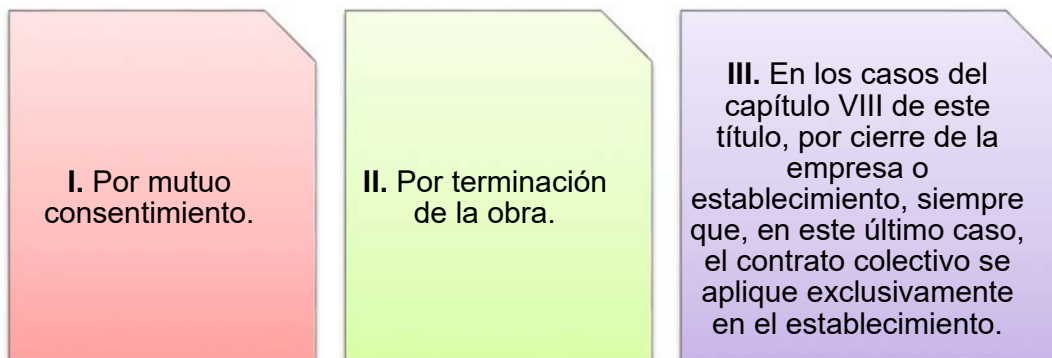 I. Por mutuo
consentimiento.
II. Por terminación
de la obra.
III. En los casos del
capítulo VIII de este
título, por cierre de la
empresa o
establecimiento, siempre
que, en este último caso,
el contrato colectivo se
aplique exclusivamente
en el establecimiento.